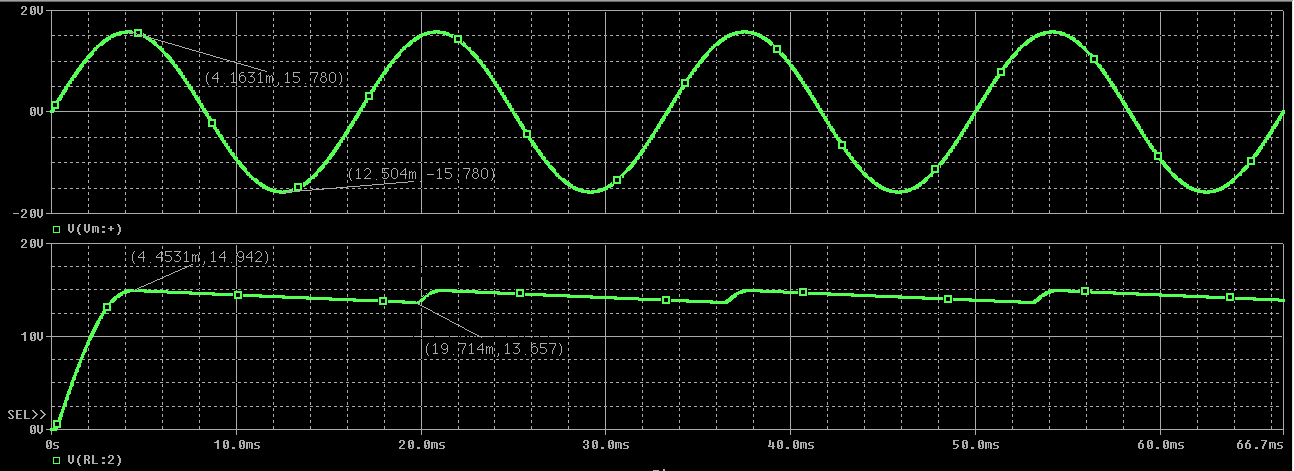 20V
(4.1631m,15.780)
0V
(12.504m,-15.780)
-20V
V(Vm:+)
20V
(4.4531m,14.942)
10V
(19.714m,13.657)
SEL>>
0V
0s 10.0ms 20.0ms 30.0ms 40.0ms 50.0ms 60.0ms 66.7ms
V(RL:2)